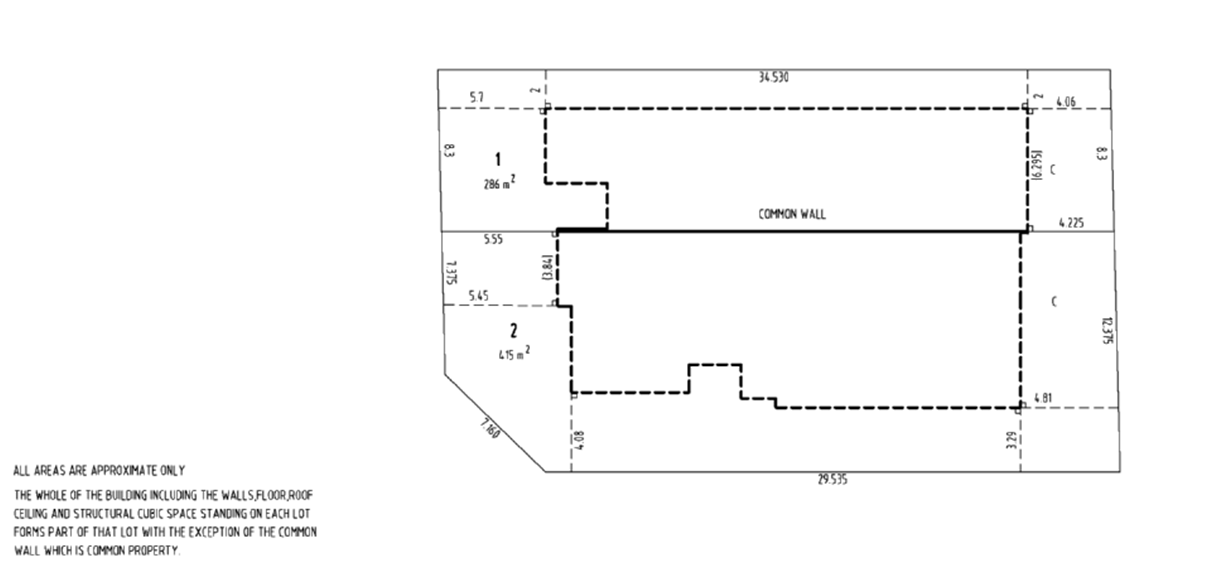 34.530
5.7
2
2
4.06
8.3
1
286 m²
(6.295)
C
8.3
COMMON WALL
4.225
5.55
7.375
(3.84)
5.45
C
2
415 m²
12.375
4.81
7.160
4.08
3.29
29.535
ALL AREAS ARE APPROXIMATE ONLY
THE WHOLE OF THE BUILDING INCLUDING THE WALLS,FLOOR,ROOF
CEILING AND STRUCTURAL CUBIC SPACE STANDING ON EACH LOT
FORMS PART OF THAT LOT WITH THE EXCEPTION OF THE COMMON
WALL WHICH IS COMMON PROPERTY.